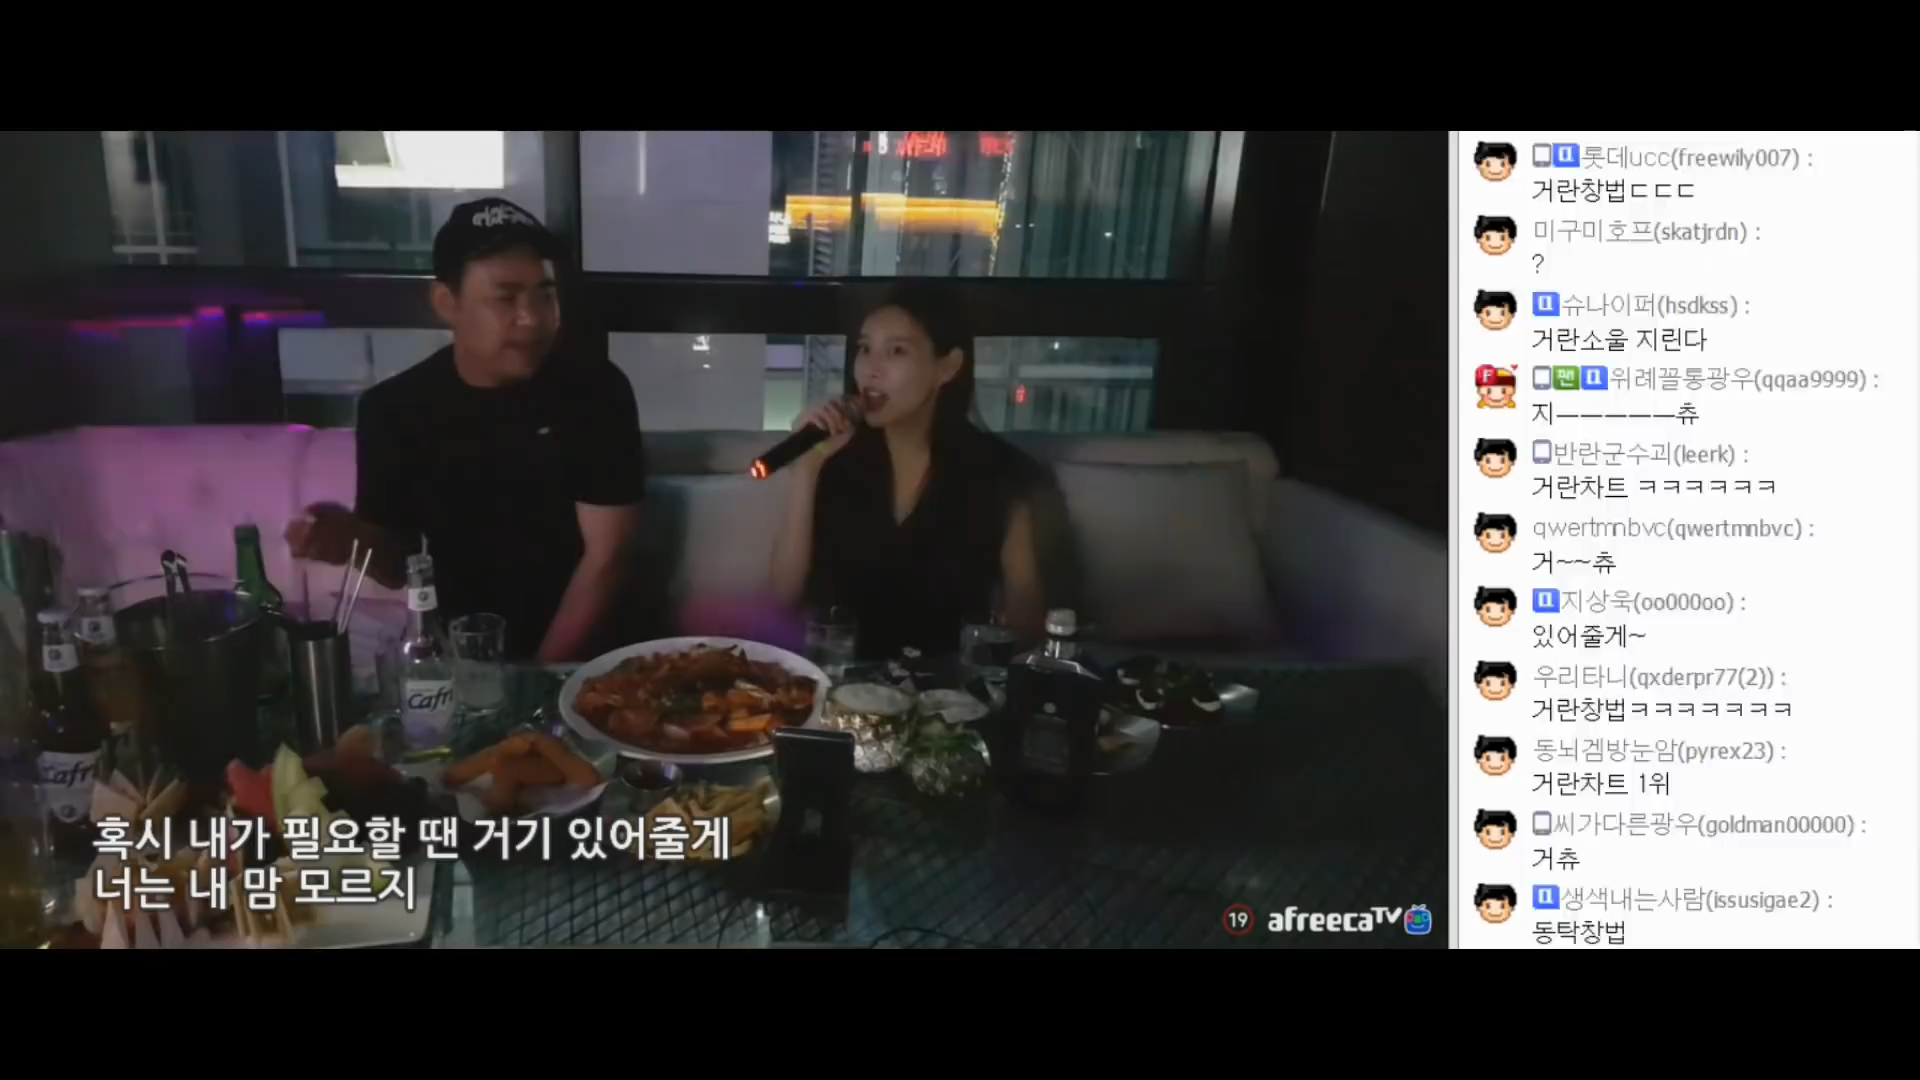 혹시 내가 필요할 땐 거기 있어줄게
너는 내 맘 모르지
Cafri
19 afreecaTV
롯데ucc(freewily007) :
거란창법ㄷㄷㄷ
미구미호프(skatjrdn) :
?
슈나이퍼(hsdkss) :
거란소울 지린다
F 팬 위례꼴통광우(qqaa9999) :
지ㅡㅡㅡㅡㅡ츄
반란군수괴(leerk) :
거란차트 ㅋㅋㅋㅋㅋㅋ
qwertmnbvc(qwertmnbvc) :
거~~츄
지상욱(oo000oo) :
있어줄게~
우리타니(qxderpr77(2)) :
거란창법ㅋㅋㅋㅋㅋㅋㅋ
동뇌겜방눈암(pyrex23) :
거란차트 1위
씨가다른광우(goldman00000) :
거츄
생색내는사람(issusigae2) :
동탁창법